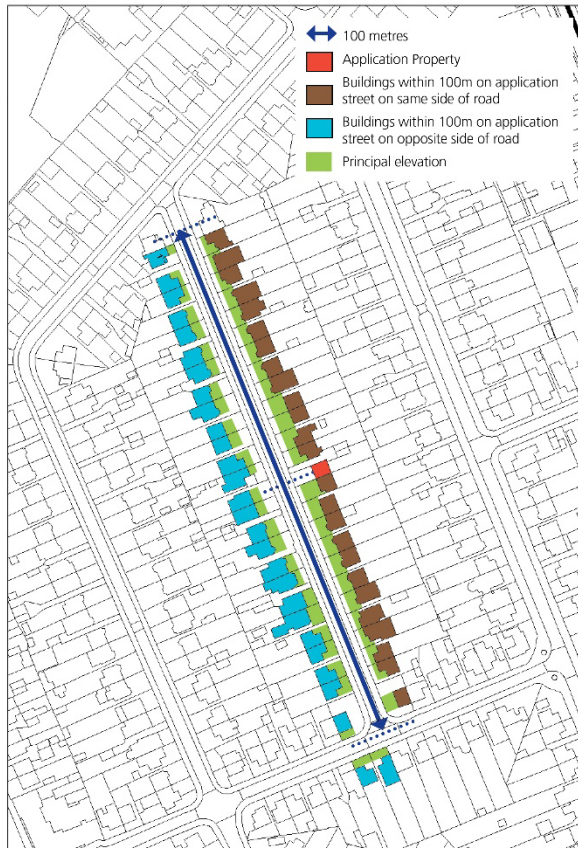 100 metres
Application Property
Buildings within 100m on application
street on same side of road
Buildings within 100m on application
street on opposite side of road
Principal elevation